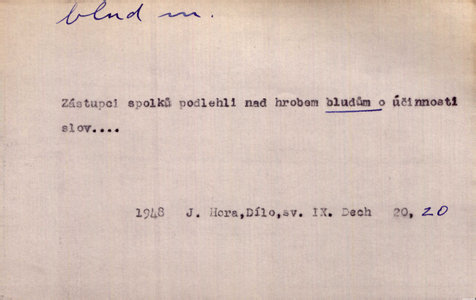 blud m.
Zástupci spolků podlehli nad hrobem bludům o účinnosti
slov....
1948 J. Hora,Dílo,sv. IX. Dech 20, 20